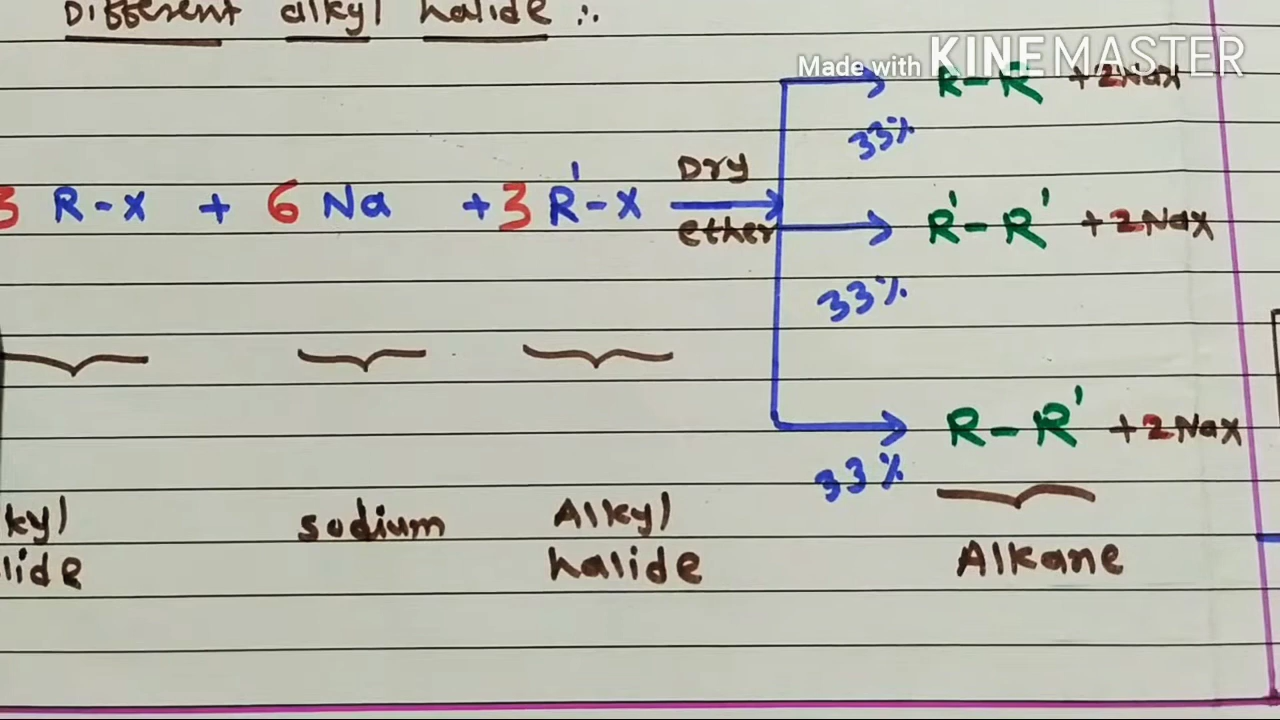 Different alkyl halide :.
Made with KINEMASTER
R-R + 2Nax
33%
3 R-x + 6 Na + 3 R'-x Dry ether
R'-R' + 2Nax
33%
R-R' + 2Nax
33%
kyl lide
sodium
Alkyl halide
Alkane